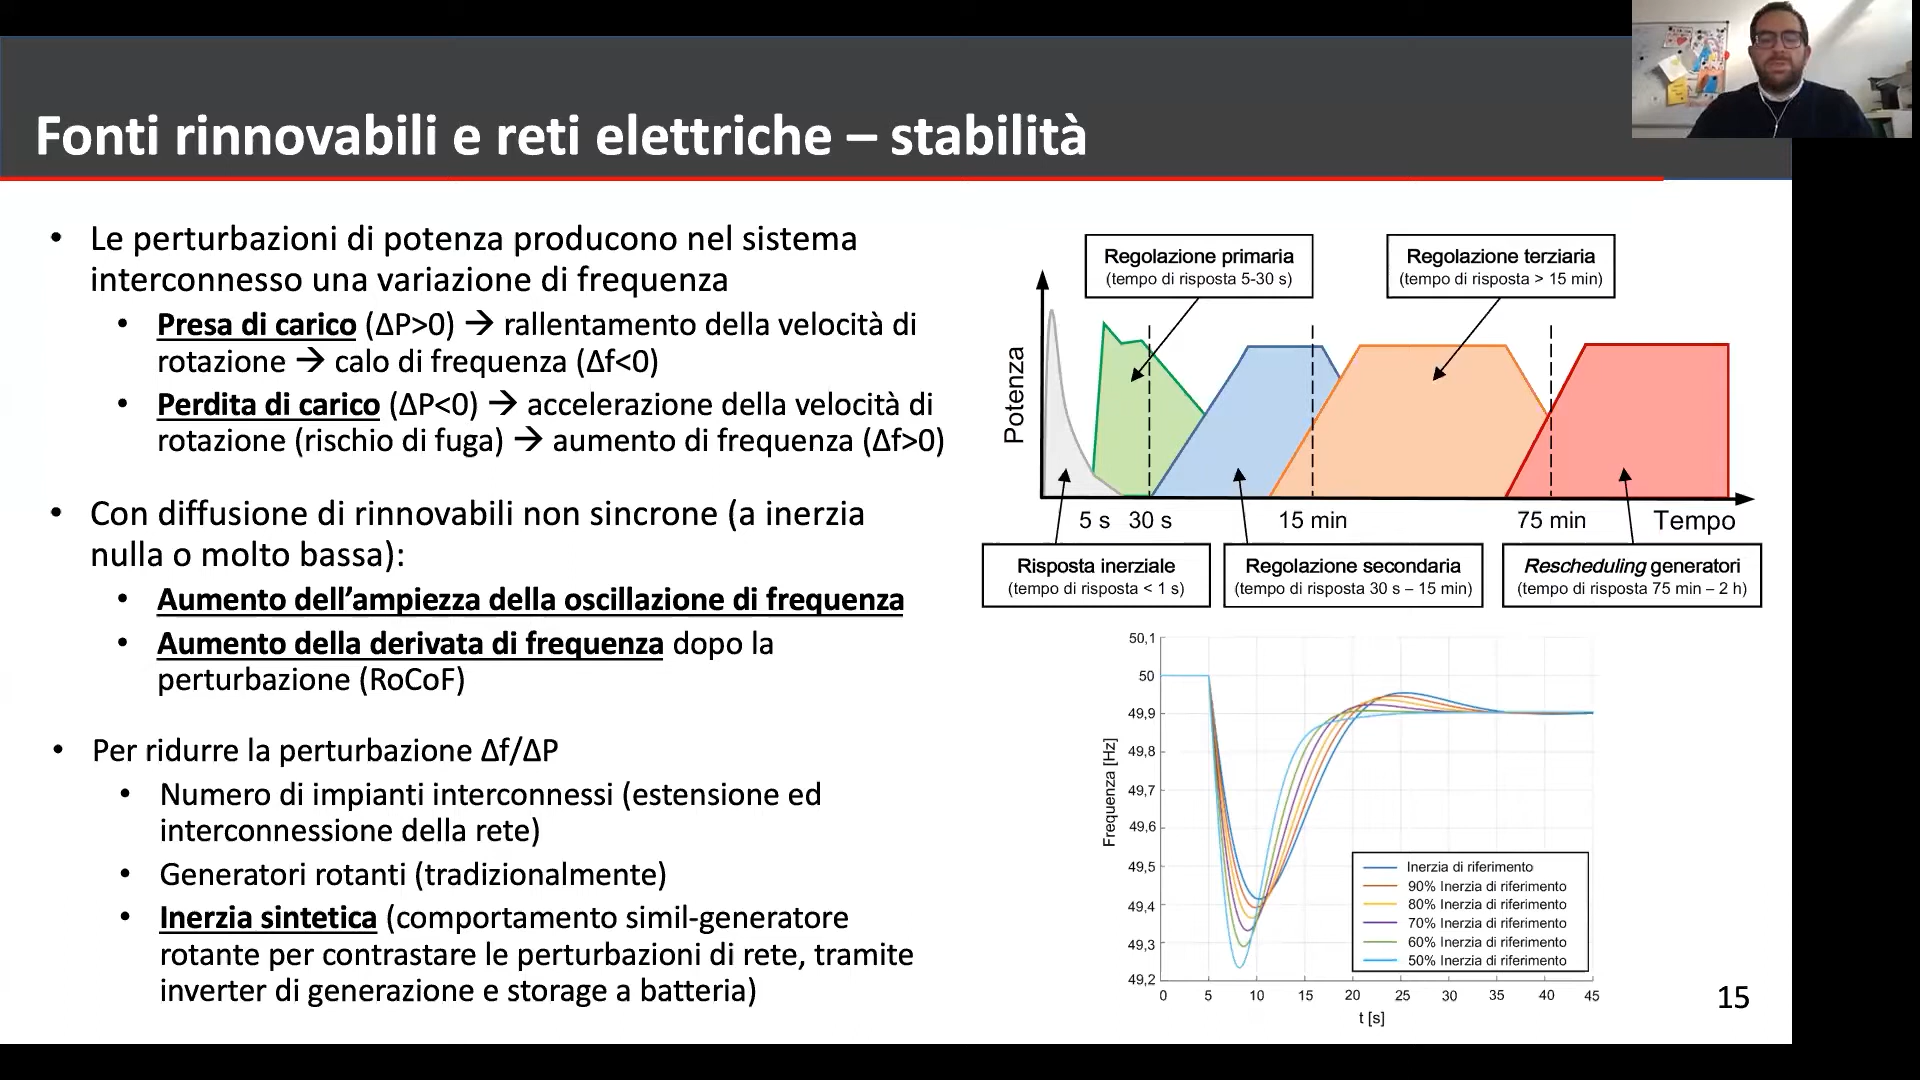 Fonti rinnovabili e reti elettriche – stabilità
• Le perturbazioni di potenza producono nel sistema
interconnesso una variazione di frequenza
• Presa di carico (ΔP>0) → rallentamento della velocità di
rotazione → calo di frequenza (Δf<0)
• Perdita di carico (ΔP<0) → accelerazione della velocità di
rotazione (rischio di fuga) → aumento di frequenza (Δf>0)
• Con diffusione di rinnovabili non sincrone (a inerzia
nulla o molto bassa):
• Aumento dell’ampiezza della oscillazione di frequenza
• Aumento della derivata di frequenza dopo la
perturbazione (RoCoF)
• Per ridurre la perturbazione Δf/ΔP
• Numero di impianti interconnessi (estensione ed
interconnessione della rete)
• Generatori rotanti (tradizionalmente)
• Inerzia sintetica (comportamento simil-generatore
rotante per contrastare le perturbazioni di rete, tramite
inverter di generazione e storage a batteria)
Regolazione primaria
(tempo di risposta 5-30 s)
Regolazione terziaria
(tempo di risposta > 15 min)
Potenza
5 s 30 s 15 min 75 min Tempo
Risposta inerziale
(tempo di risposta < 1 s)
Regolazione secondaria
(tempo di risposta 30 s – 15 min)
Rescheduling generatori
(tempo di risposta 75 min – 2 h)
50,1
50
49,9
49,8
49,7
49,6
49,5
49,4
49,3
49,2
Frequenza [Hz]
Inerzia di riferimento
90% Inerzia di riferimento
80% Inerzia di riferimento
70% Inerzia di riferimento
60% Inerzia di riferimento
50% Inerzia di riferimento
0 5 10 15 20 25 30 35 40 45
t [s]
15